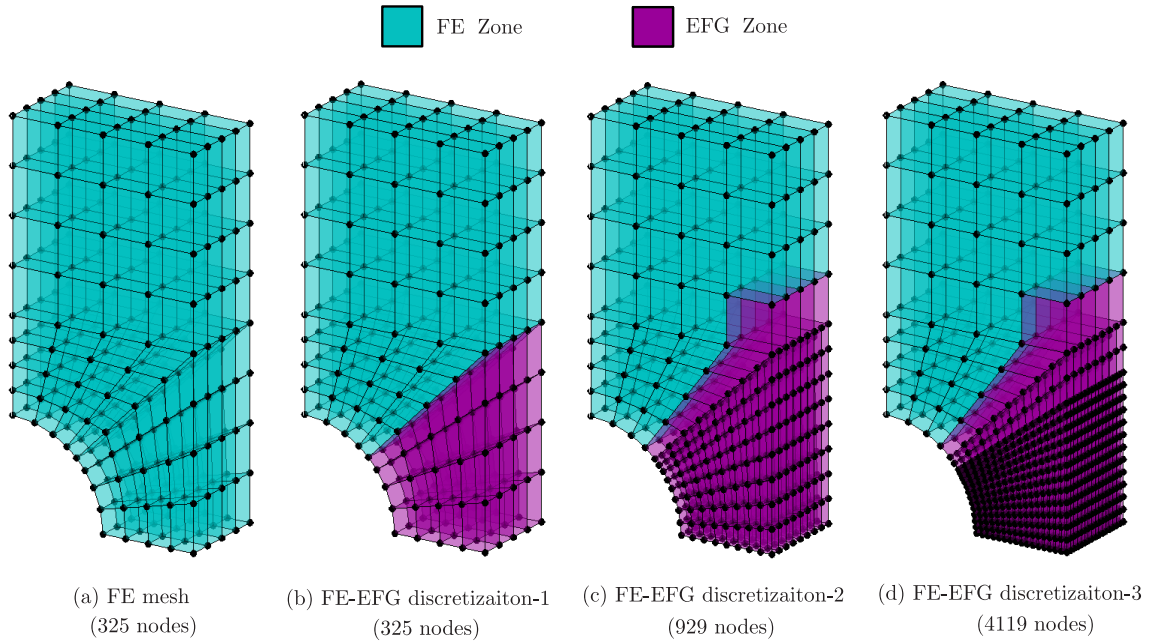 FE Zone
EFG Zone
(a) FE mesh
(325 nodes)
(b) FE-EFG discretizaiton-1
(325 nodes)
(c) FE-EFG discretizaiton-2
(929 nodes)
(d) FE-EFG discretizaiton-3
(4119 nodes)